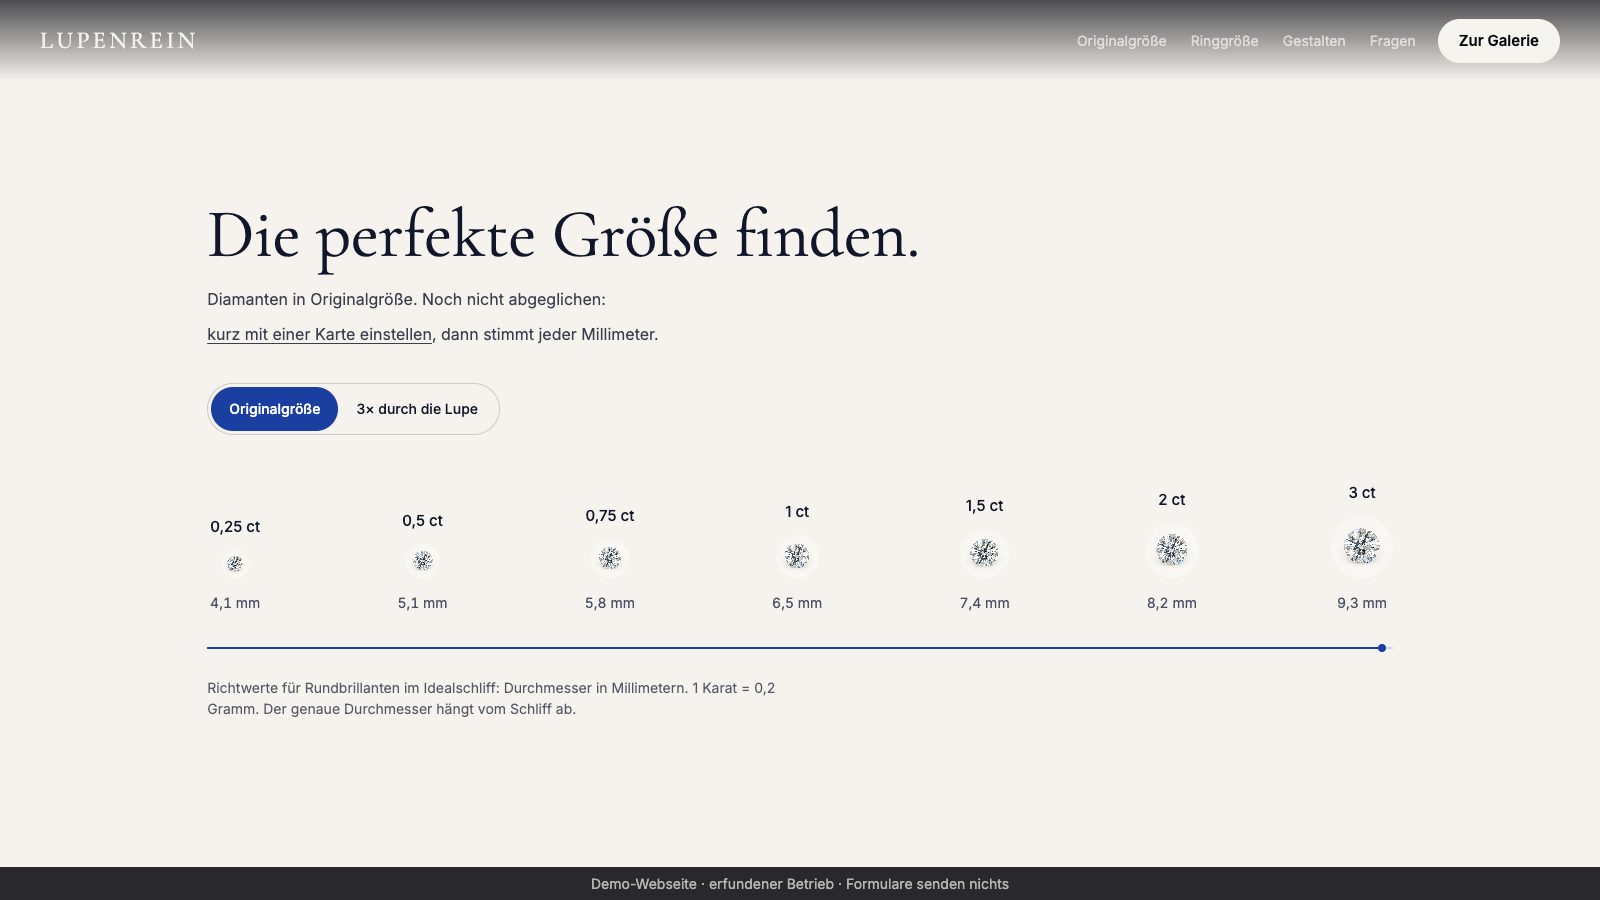 LUPENREIN
Originalgröße Ringgröße Gestalten Fragen Zur Galerie
Die perfekte Größe finden.
Diamanten in Originalgröße. Noch nicht abgeglichen:
kurz mit einer Karte einstellen, dann stimmt jeder Millimeter.
Originalgröße 3× durch die Lupe
0,25 ct 0,5 ct 0,75 ct 1 ct 1,5 ct 2 ct 3 ct
4,1 mm 5,1 mm 5,8 mm 6,5 mm 7,4 mm 8,2 mm 9,3 mm
Richtwerte für Rundbrillanten im Idealschliff: Durchmesser in Millimetern. 1 Karat = 0,2
Gramm. Der genaue Durchmesser hängt vom Schliff ab.
Demo-Webseite · erfundener Betrieb · Formulare senden nichts